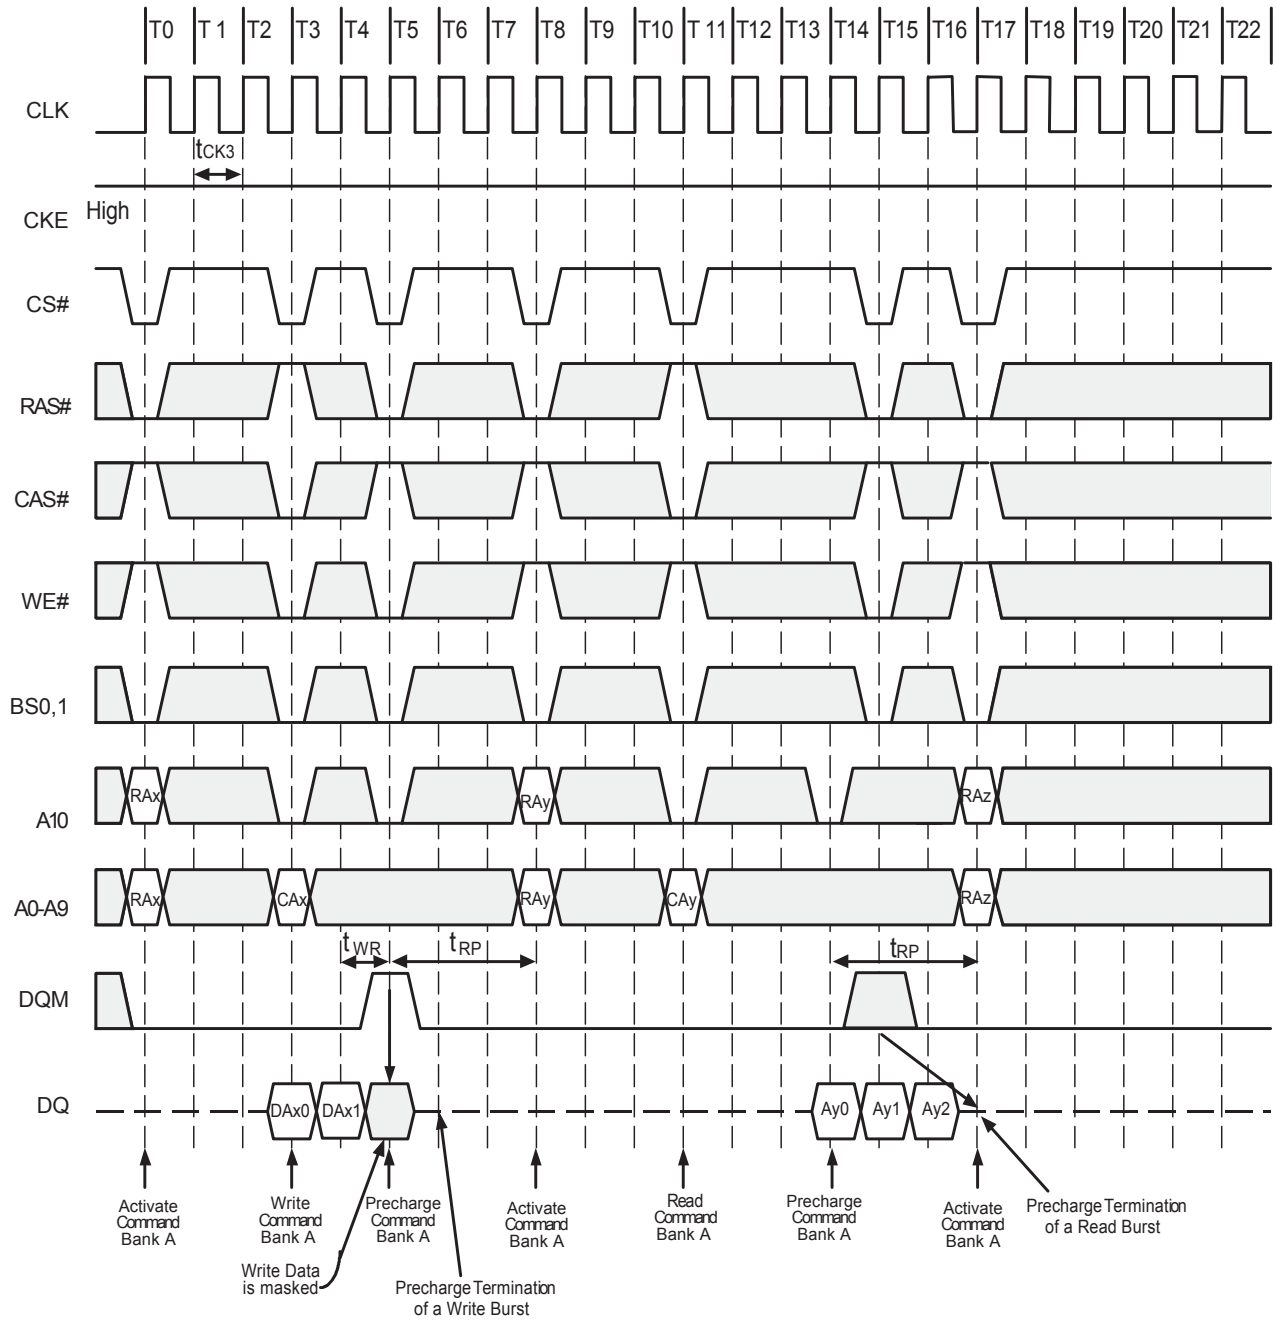 T0 T 1 T2 T3 T4 T5 T6 T7 T8 T9 T10 T 11 T12 T13 T14 T15 T16 T17 T18 T19 T20 T21 T22
CLK
tCK3
High
CKE
CS#
RAS#
CAS#
WE#
BS0,1
RAx RAy RAz
A10
RAx CAx RAy CAy RAz
A0-A9
tWR tRP tRP
DQM
DQ
DAx0 DAx1 Ay0 Ay1 Ay2
Activate
Command
Bank A
Write
Command
Bank A
Precharge
Command
Bank A
Activate
Command
Bank A
Read
Command
Bank A
Precharge
Command
Bank A
Activate
Command
Bank A
Precharge Termination
of a Read Burst
Write Data
is masked
Precharge Termination
of a Write Burst